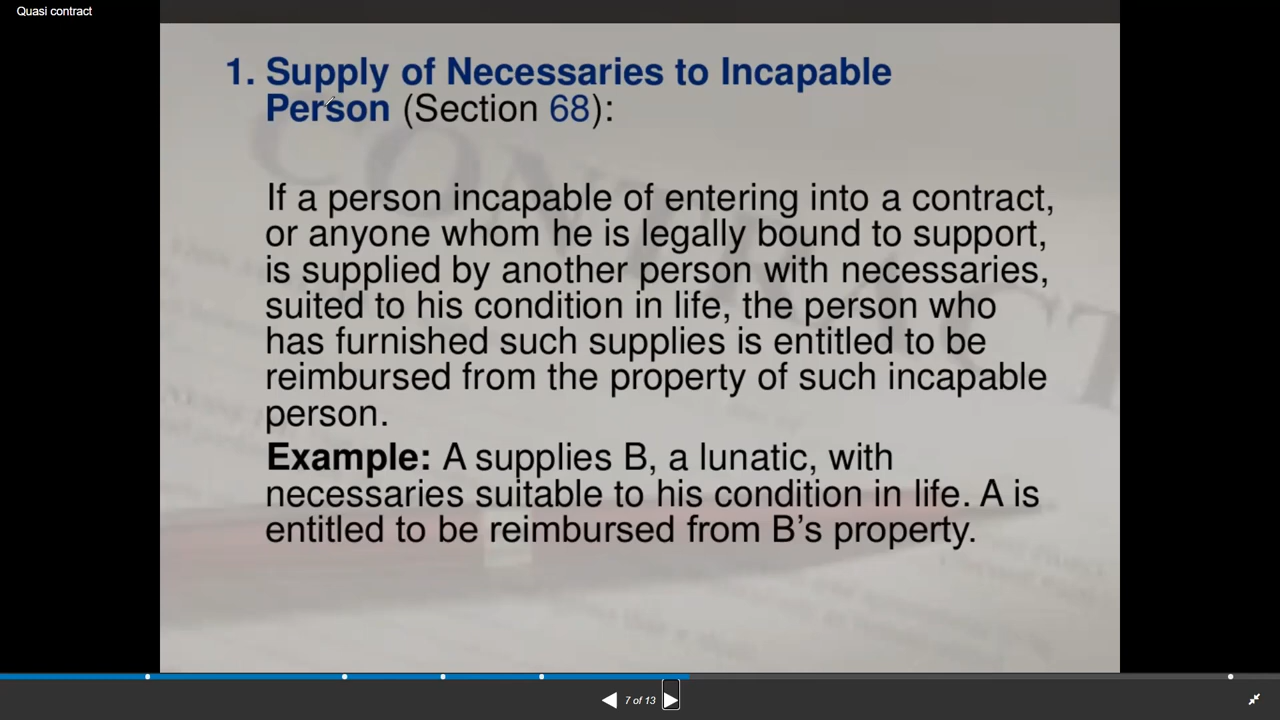 Quasi contract
1. Supply of Necessaries to Incapable
Person (Section 68):
If a person incapable of entering into a contract,
or anyone whom he is legally bound to support,
is supplied by another person with necessaries,
suited to his condition in life, the person who
has furnished such supplies is entitled to be
reimbursed from the property of such incapable
person.
Example: A supplies B, a lunatic, with
necessaries suitable to his condition in life. A is
entitled to be reimbursed from B’s property.
7 of 13